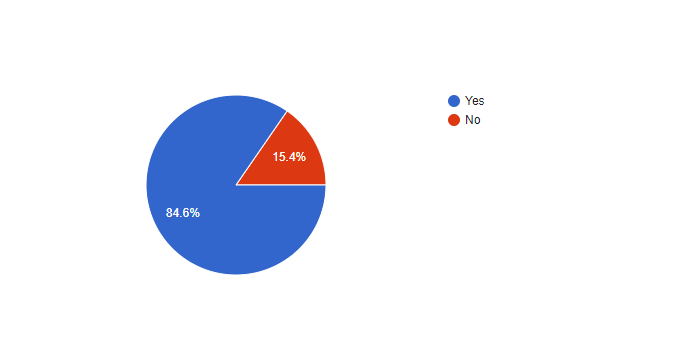 Yes
No
15.4%
84.6%